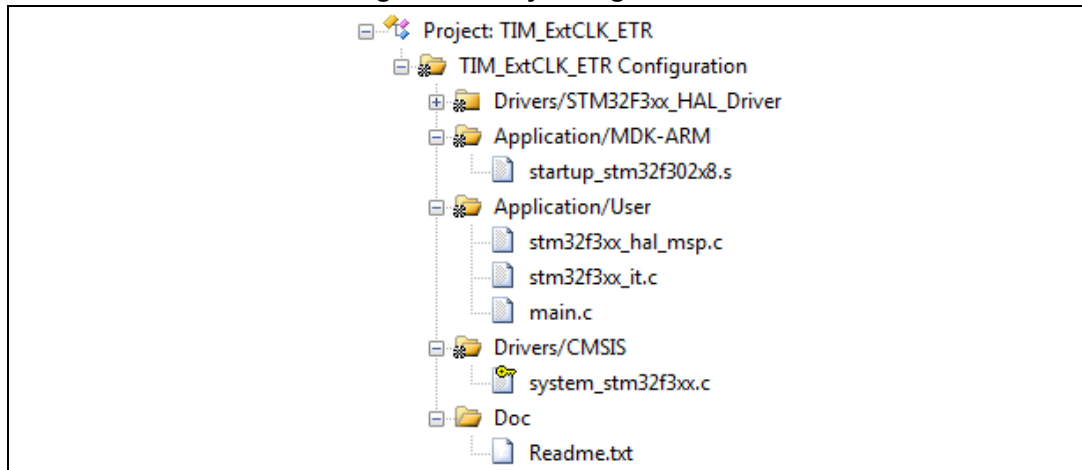 Project: TIM_ExtCLK_ETR
TIM_ExtCLK_ETR Configuration
Drivers/STM32F3xx_HAL_Driver
Application/MDK-ARM
startup_stm32f302x8.s
Application/User
stm32f3xx_hal_msp.c
stm32f3xx_it.c
main.c
Drivers/CMSIS
system_stm32f3xx.c
Doc
Readme.txt